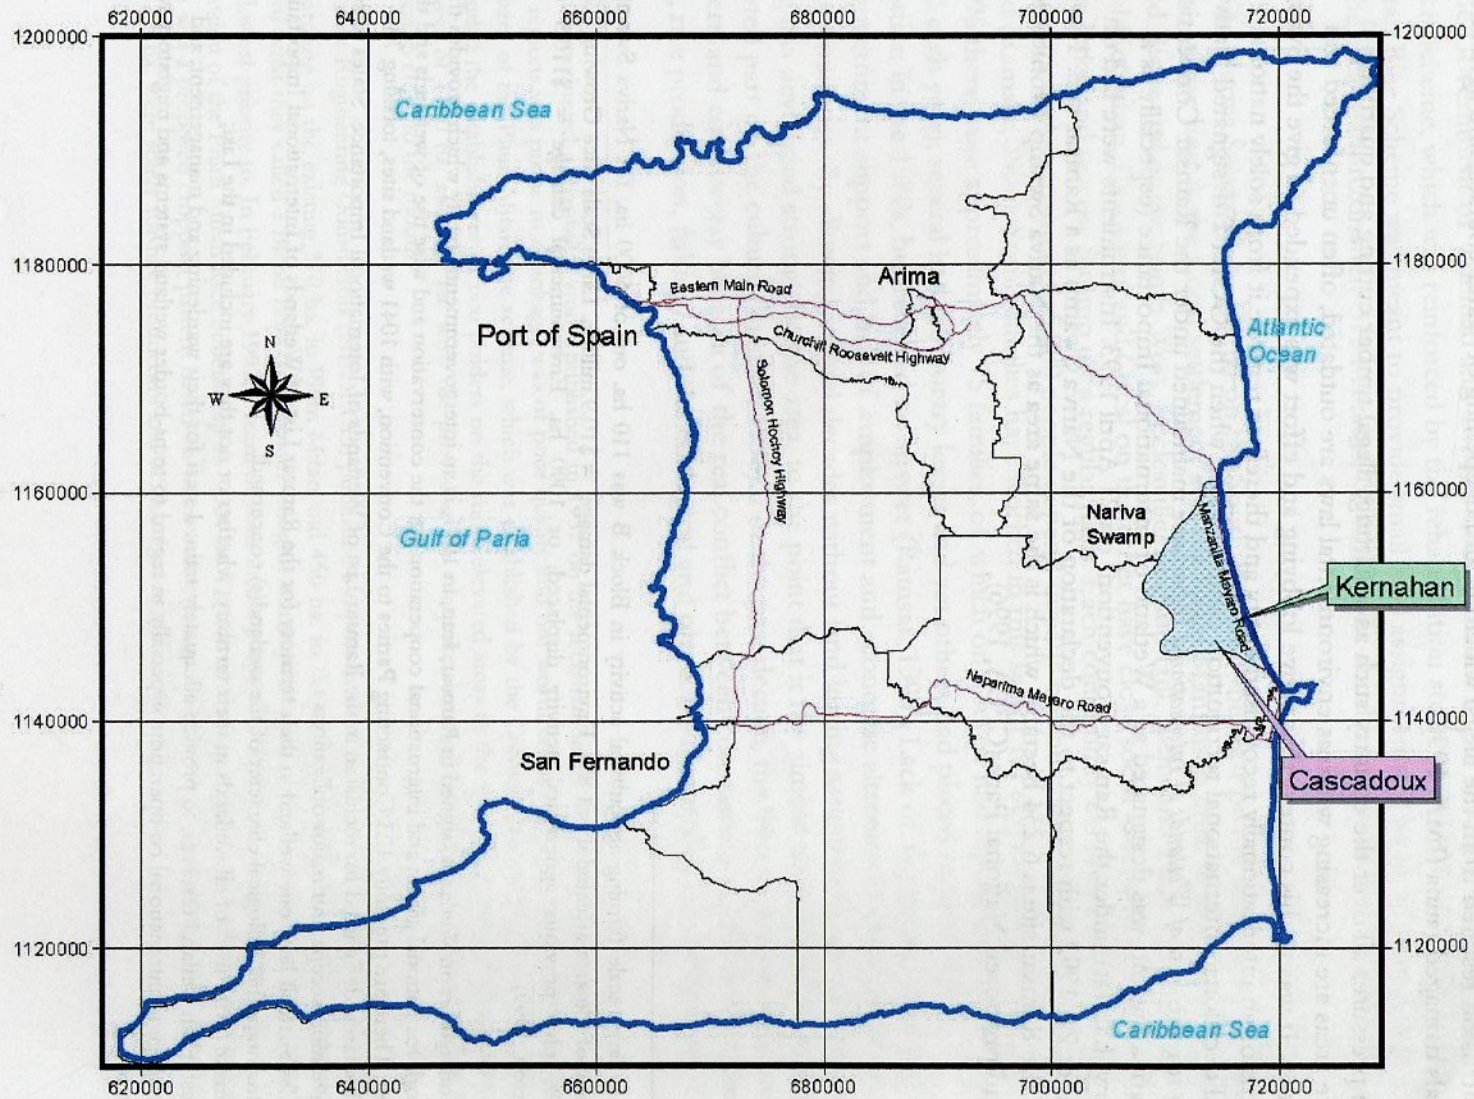 620000
640000
660000
680000
700000
720000
1200000
1200000
Caribbean Sea
1180000
1180000
Eastern Main Road
Arima
Port of Spain
Churchill Roosevelt Highway
Atlantic
Ocean
N
W
E
S
Solomon Hochoy Highway
1160000
1160000
Nariva
Swamp
Manzanilla Mayaro Road
Gulf of Paria
Kernahan
Naparima Mayaro Road
1140000
1140000
San Fernando
Cascadoux
1120000
1120000
Caribbean Sea
620000
640000
660000
680000
700000
720000